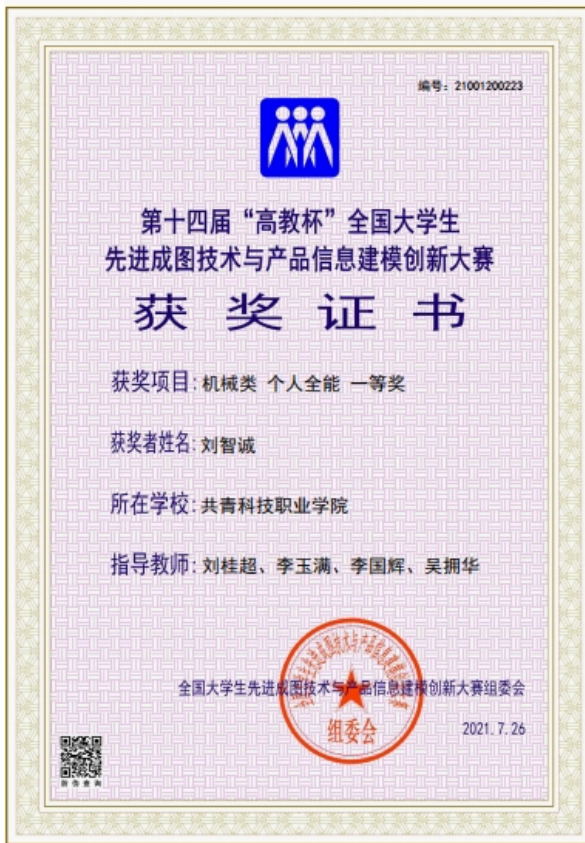 编号：21001200223
第十四届“高教杯”全国大学生
先进成图技术与产品信息建模创新大赛
获奖证书
获奖项目：机械类 个人全能 一等奖
获奖者姓名：刘智诚
所在学校：共青科技职业学院
指导教师：刘桂超、李玉满、李国辉、吴拥华
全国大学生先进成图技术与产品信息建模创新大赛组委会
组委会
2021.7.26
防伪查询